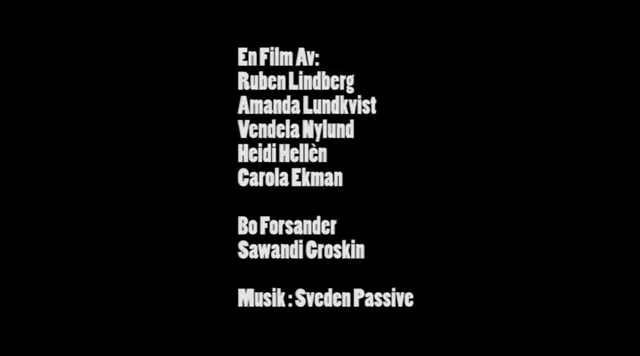 En Film Av:
Ruben Lindberg
Amanda Lundkvist
Vendela Nylund
Heidi Hellèn
Carola Ekman
Bo Forsander
Sawandi Groskin
Musik : Sveden Passive